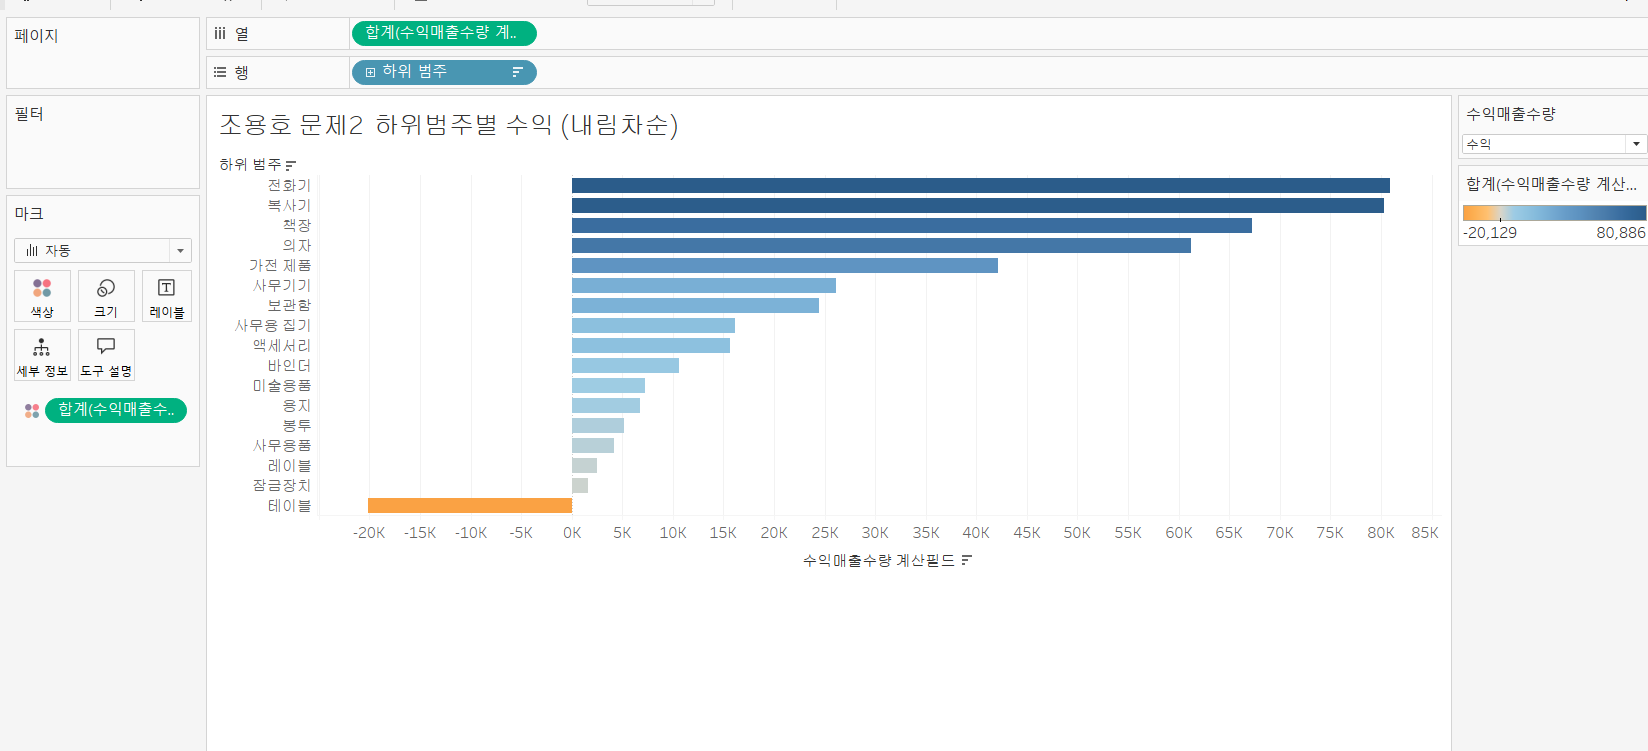 페이지
iii 열
합계(수익매출수량 계..
행
하위 범주
필터
마크
자동
색상
크기
레이블
세부 정보
도구 설명
합계(수익매출수..
조용호 문제2 하위범주별 수익 (내림차순)
하위 범주
전화기
복사기
책장
의자
가전 제품
사무기기
보관함
사무용 집기
액세서리
바인더
미술용품
용지
봉투
사무용품
레이블
잠금장치
테이블
-20K -15K -10K -5K 0K 5K 10K 15K 20K 25K 30K 35K 40K 45K 50K 55K 60K 65K 70K 75K 80K 85K
수익매출수량 계산필드
수익매출수량
수익
합계(수익매출수량 계산...
-20,129 80,886